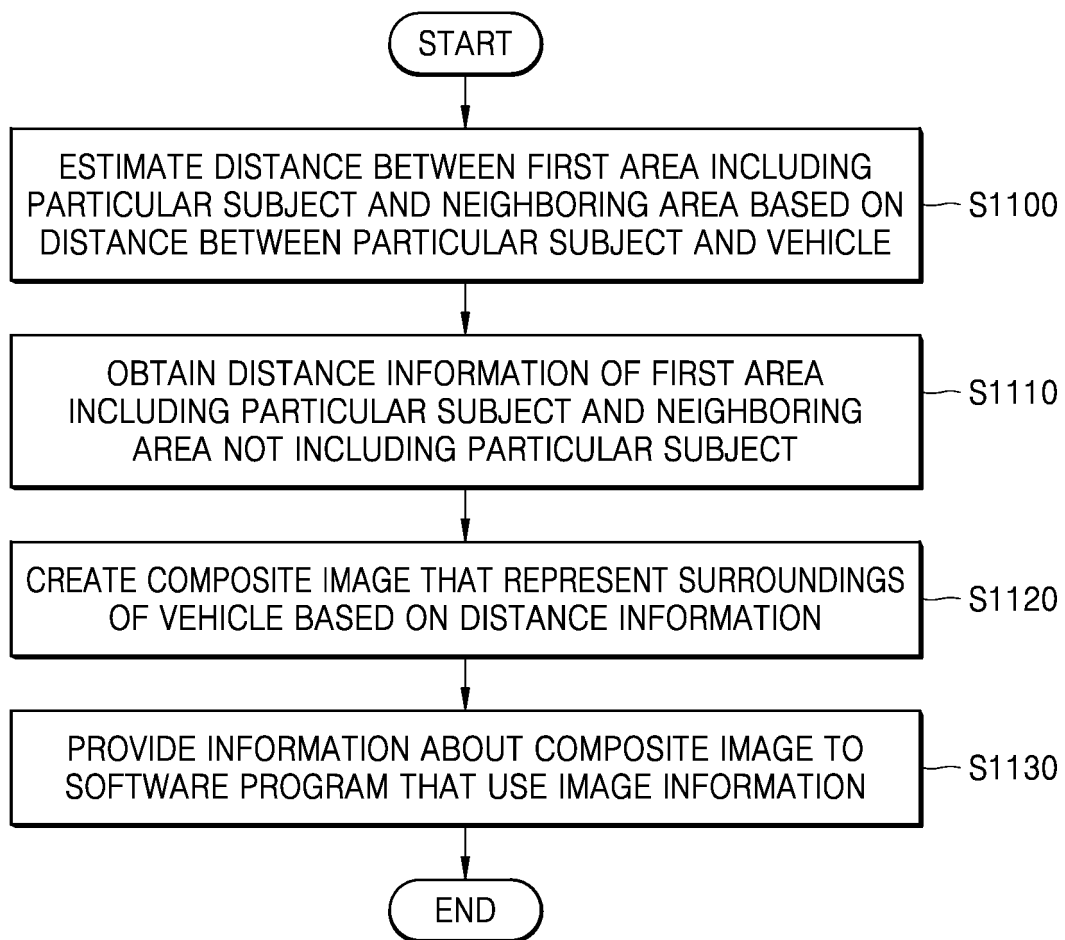 START
ESTIMATE DISTANCE BETWEEN FIRST AREA INCLUDING
PARTICULAR SUBJECT AND NEIGHBORING AREA BASED ON
DISTANCE BETWEEN PARTICULAR SUBJECT AND VEHICLE
S1100
OBTAIN DISTANCE INFORMATION OF FIRST AREA
INCLUDING PARTICULAR SUBJECT AND NEIGHBORING
AREA NOT INCLUDING PARTICULAR SUBJECT
S1110
CREATE COMPOSITE IMAGE THAT REPRESENT SURROUNDINGS
OF VEHICLE BASED ON DISTANCE INFORMATION
S1120
PROVIDE INFORMATION ABOUT COMPOSITE IMAGE TO
SOFTWARE PROGRAM THAT USE IMAGE INFORMATION
S1130
END